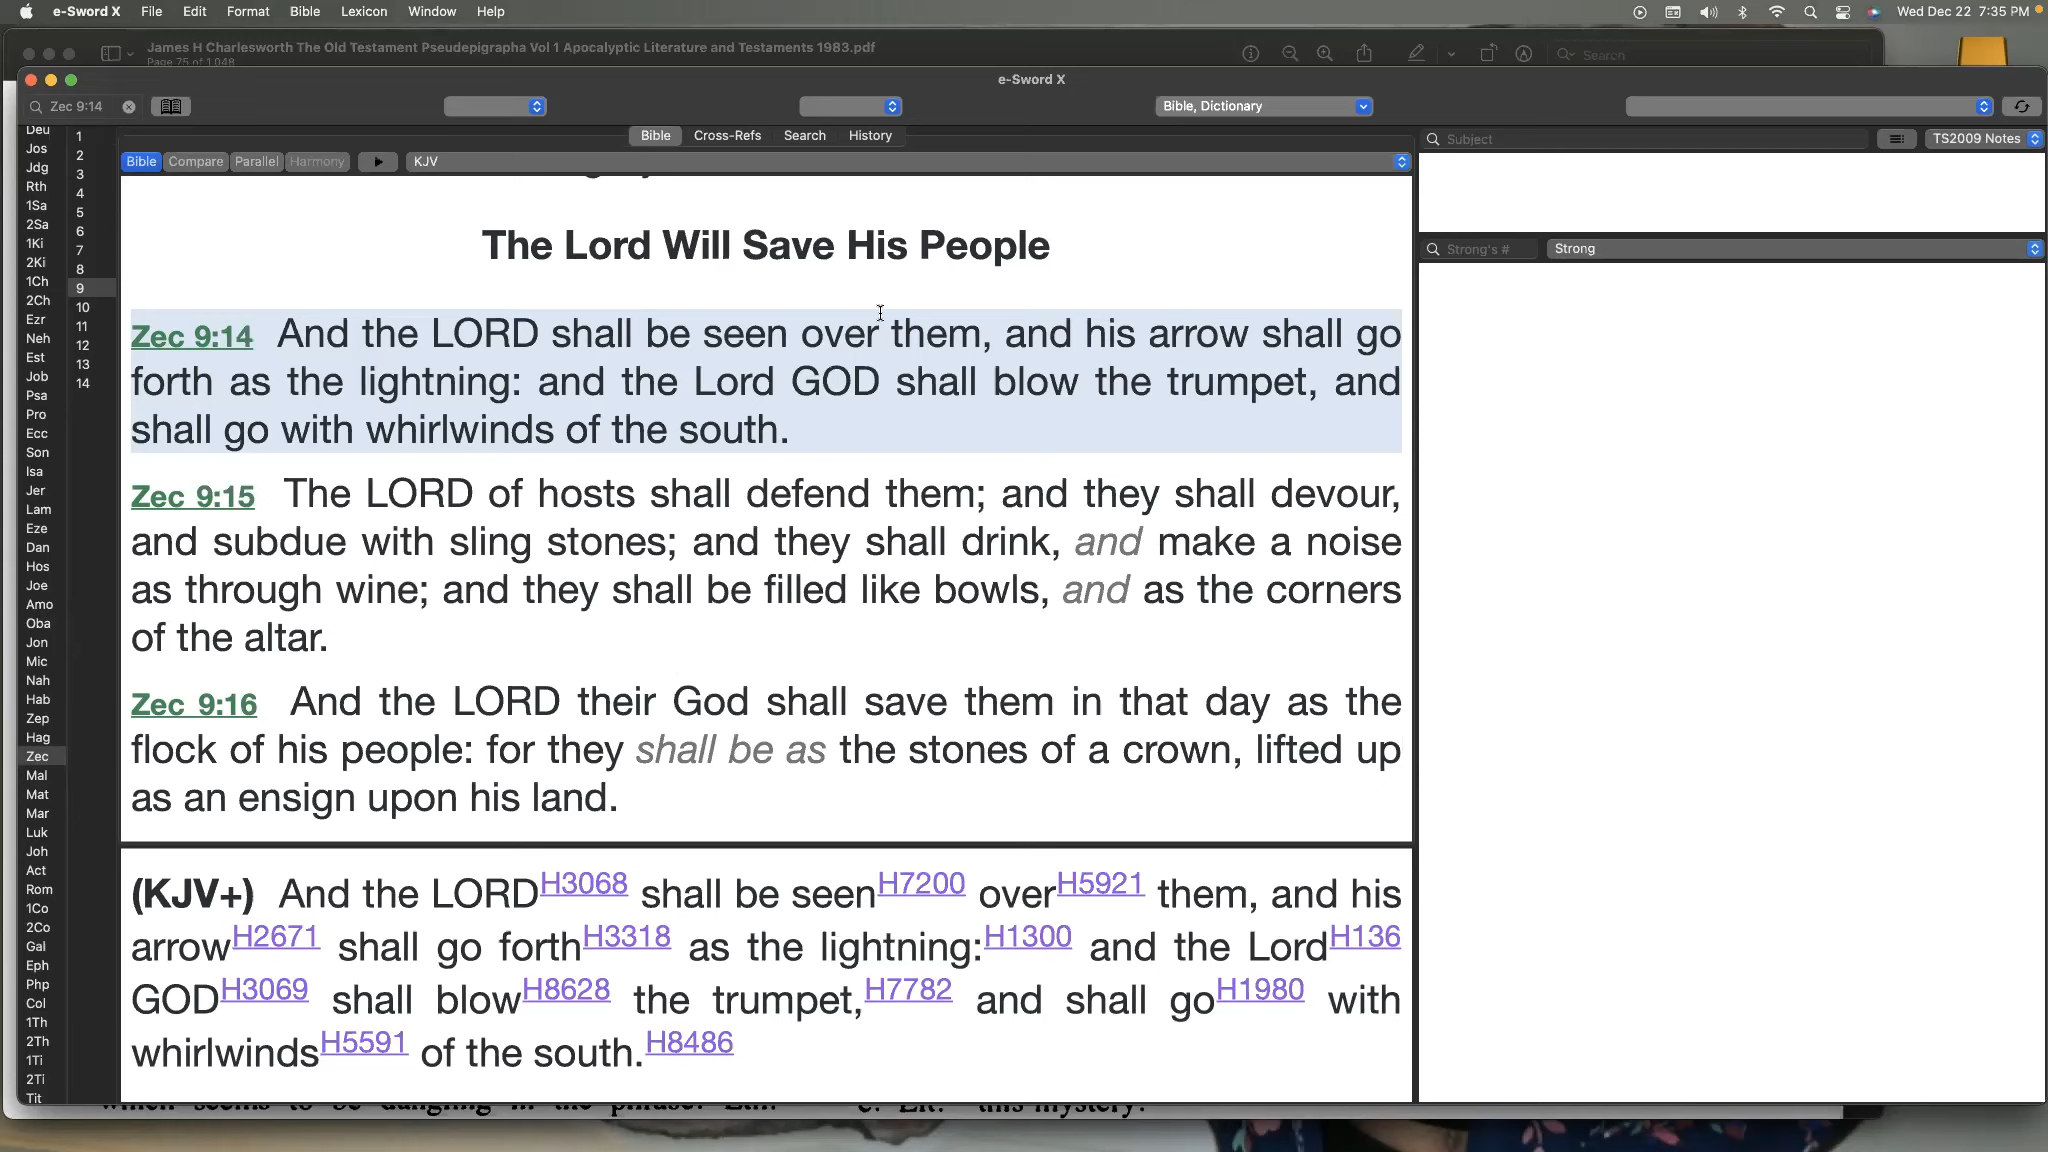 e-Sword X File Edit Format Bible Lexicon Window Help Wed Dec 22 7:35 PM
James H Charlesworth The Old Testament Pseudepigrapha Vol 1 Apocalyptic Literature and Testaments 1983.pdf
Page 75 of 1,048
Search
e-Sword X
Zec 9:14
Bible, Dictionary
Bible Cross-Refs Search History
Bible Compare Parallel Harmony KJV
Subject TS2009 Notes
Strong's # Strong
Deu
Jos
Jdg
Rth
1Sa
2Sa
1Ki
2Ki
1Ch
2Ch
Ezr
Neh
Est
Job
Psa
Pro
Ecc
Son
Isa
Jer
Lam
Eze
Dan
Hos
Joe
Amo
Oba
Jon
Mic
Nah
Hab
Zep
Hag
Zec
Mal
Mat
Mar
Luk
Joh
Act
Rom
1Co
2Co
Gal
Eph
Php
Col
1Th
2Th
1Ti
2Ti
Tit
1
2
3
4
5
6
7
8
9
10
11
12
13
14
The Lord Will Save His People
Zec 9:14 And the LORD shall be seen over them, and his arrow shall go
forth as the lightning: and the Lord GOD shall blow the trumpet, and
shall go with whirlwinds of the south.
Zec 9:15 The LORD of hosts shall defend them; and they shall devour,
and subdue with sling stones; and they shall drink, and make a noise
as through wine; and they shall be filled like bowls, and as the corners
of the altar.
Zec 9:16 And the LORD their God shall save them in that day as the
flock of his people: for they shall be as the stones of a crown, lifted up
as an ensign upon his land.
(KJV+) And the LORDH3068 shall be seenH7200 overH5921 them, and his
arrowH2671 shall go forthH3318 as the lightning:H1300 and the LordH136
GODH3069 shall blowH8628 the trumpet,H7782 and shall goH1980 with
whirlwindsH5591 of the south.H8486